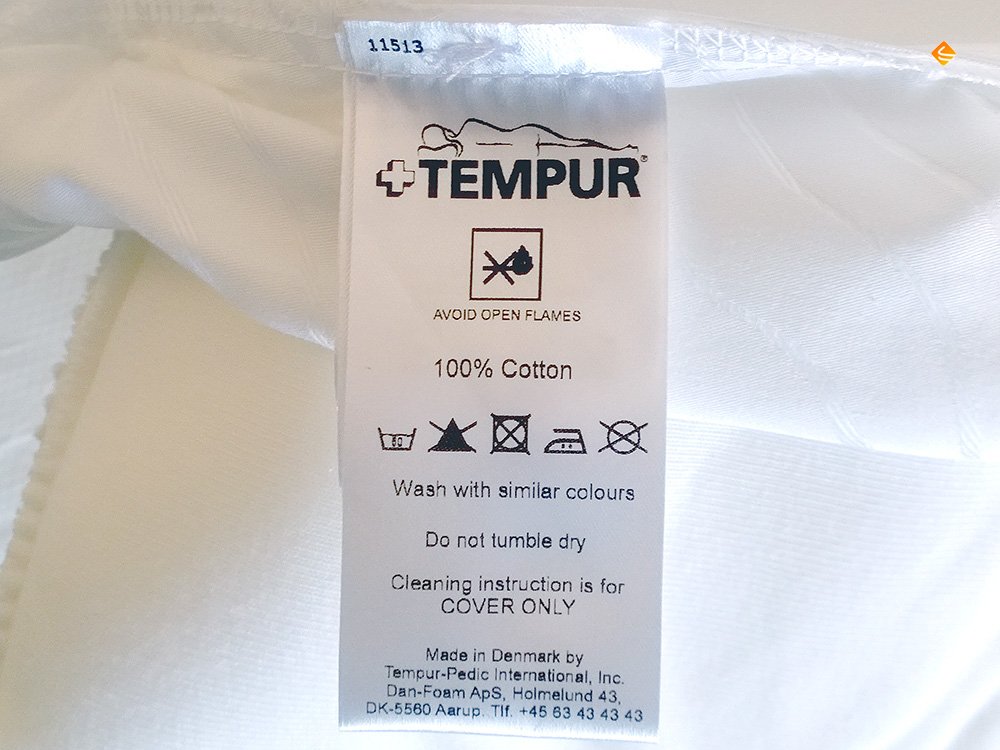 11513
TEMPUR®
AVOID OPEN FLAMES
100% Cotton
60
Wash with similar colours
Do not tumble dry
Cleaning instruction is for
COVER ONLY
Made in Denmark by
Tempur-Pedic International, Inc.
Dan-Foam ApS, Holmelund 43,
DK-5560 Aarup. Tlf. +45 63 43 43 43